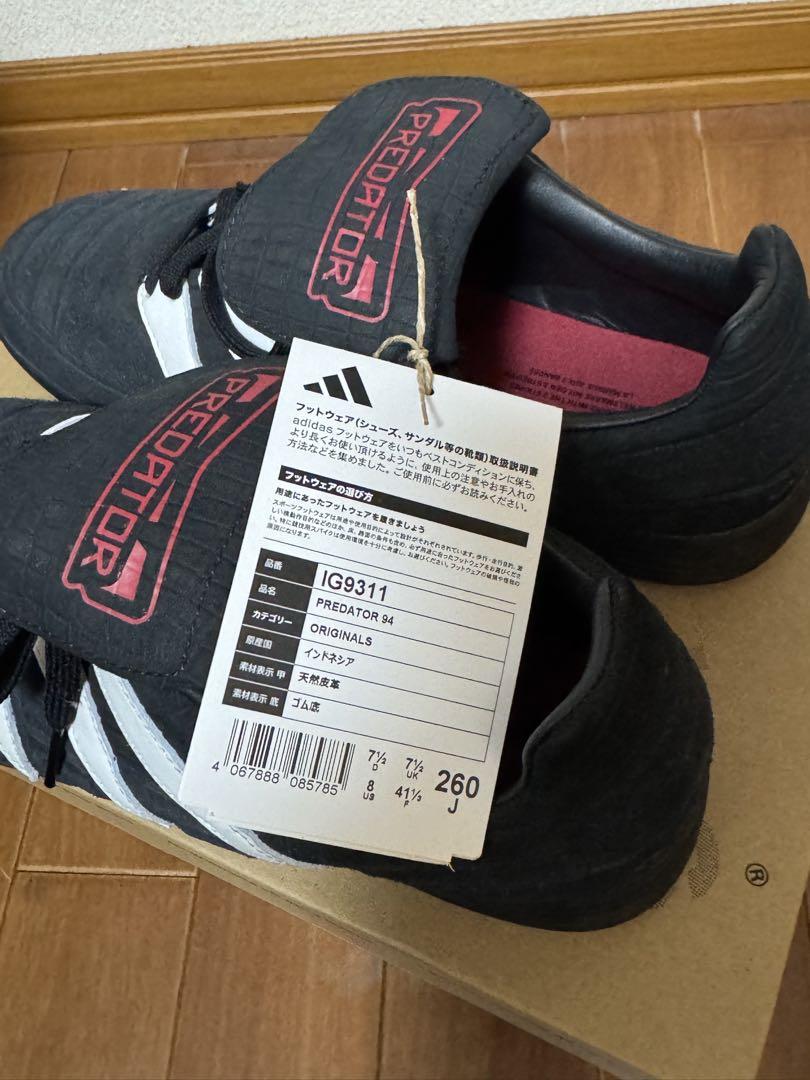 PREDATOR
PREDATOR
フットウェア(シューズ、サンダル等の靴類)取扱説明書
adidas フットウェアをいつもベストコンディションに保ち、
より長くお使い頂けるように、使用上の注意やお手入れの
方法などを集めました。ご使用前に必ずお読みください。
フットウェアの選び方
用途にあったフットウェアを履きましょう
品番 IG9311
品名 PREDATOR 94
カテゴリー ORIGINALS
原産国 インドネシア
素材表示 甲 天然皮革
素材表示 底 ゴム底
4 067888 085785
7½ D 7½ UK
8 US 41⅓ F
260 J
®